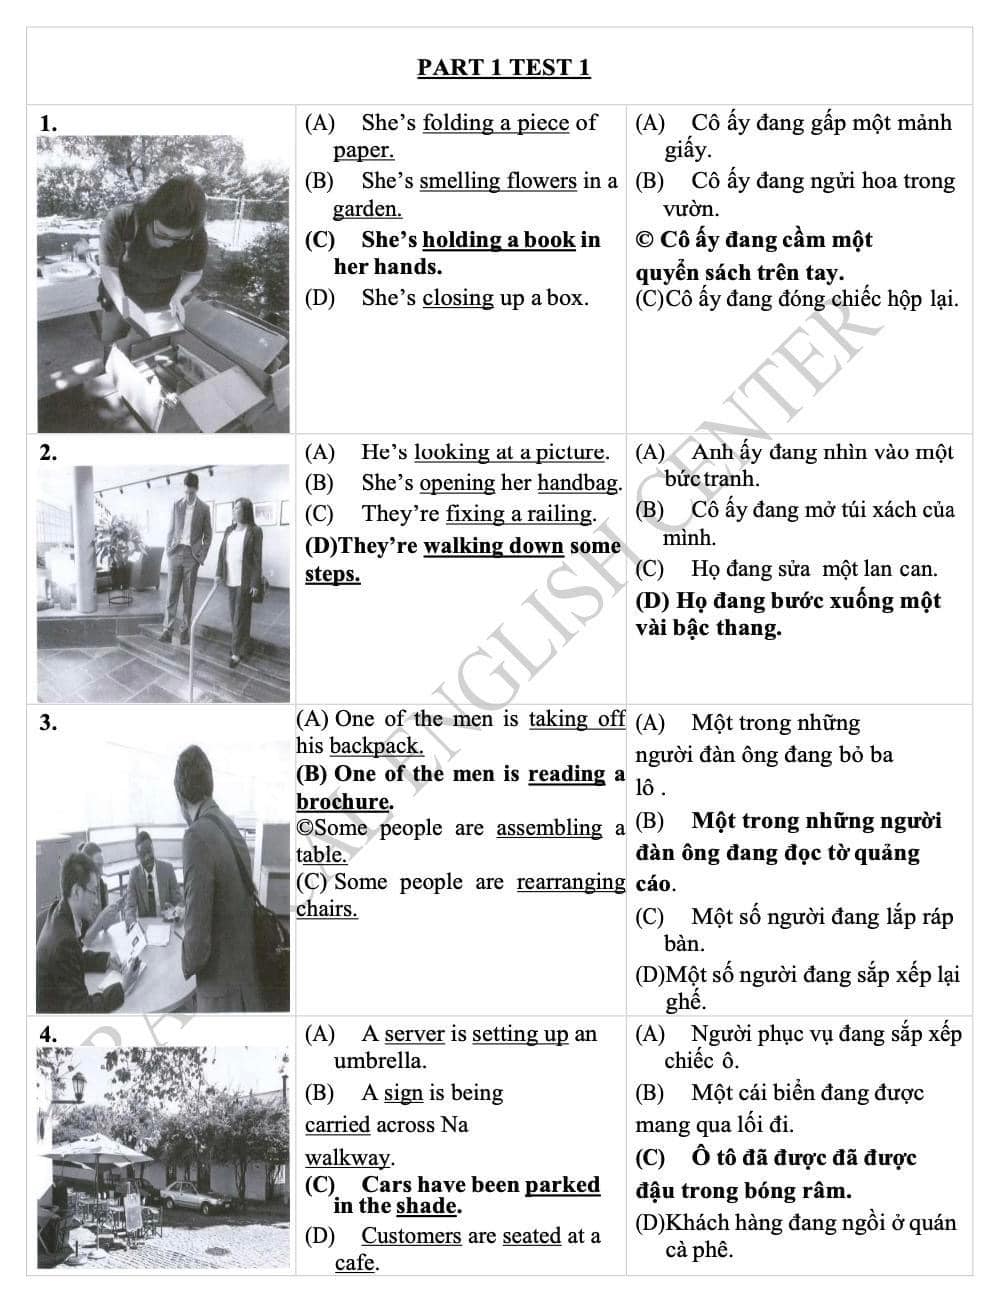 PART 1 TEST 1
1.
(A) She’s folding a piece of
paper.
(B) She’s smelling flowers in a
garden.
(C) She’s holding a book in
her hands.
(D) She’s closing up a box.
(A) Cô ấy đang gấp một mảnh
giấy.
(B) Cô ấy đang ngửi hoa trong
vườn.
© Cô ấy đang cầm một
quyển sách trên tay.
(C)Cô ấy đang đóng chiếc hộp lại.
2.
(A) He’s looking at a picture.
(B) She’s opening her handbag.
(C) They’re fixing a railing.
(D)They’re walking down some
steps.
(A) Anh ấy đang nhìn vào một
bức tranh.
(B) Cô ấy đang mở túi xách của
mình.
(C) Họ đang sửa một lan can.
(D) Họ đang bước xuống một
vài bậc thang.
3.
(A) One of the men is taking off
his backpack.
(B) One of the men is reading a
brochure.
©Some people are assembling a
table.
(C) Some people are rearranging
chairs.
(A) Một trong những
người đàn ông đang bỏ ba
lô .
(B) Một trong những người
đàn ông đang đọc tờ quảng
cáo.
(C) Một số người đang lắp ráp
bàn.
(D)Một số người đang sắp xếp lại
ghế.
4.
(A) A server is setting up an
umbrella.
(B) A sign is being
carried across Na
walkway.
(C) Cars have been parked
in the shade.
(D) Customers are seated at a
cafe.
(A) Người phục vụ đang sắp xếp
chiếc ô.
(B) Một cái biển đang được
mang qua lối đi.
(C) Ô tô đã được đã được
đậu trong bóng râm.
(D)Khách hàng đang ngồi ở quán
cà phê.
ENGLISH CENTER